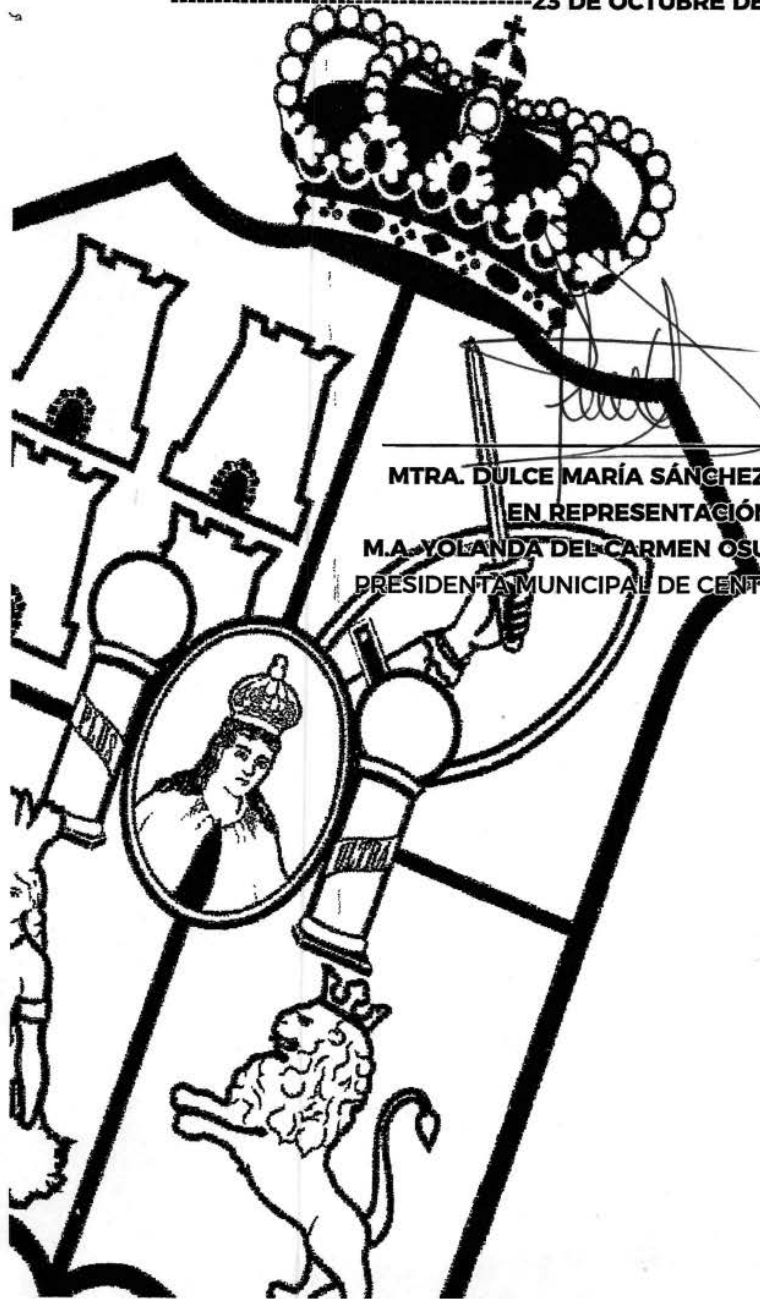 -23 DE OCTUBRE DE
MTRA. DULCE MARÍA SÁNCHEZ
EN REPRESENTACIÓN
M.A. YOLANDA DEL CARMEN OSU
PRESIDENTA MUNICIPAL DE CENT
PLUS
ULTRA